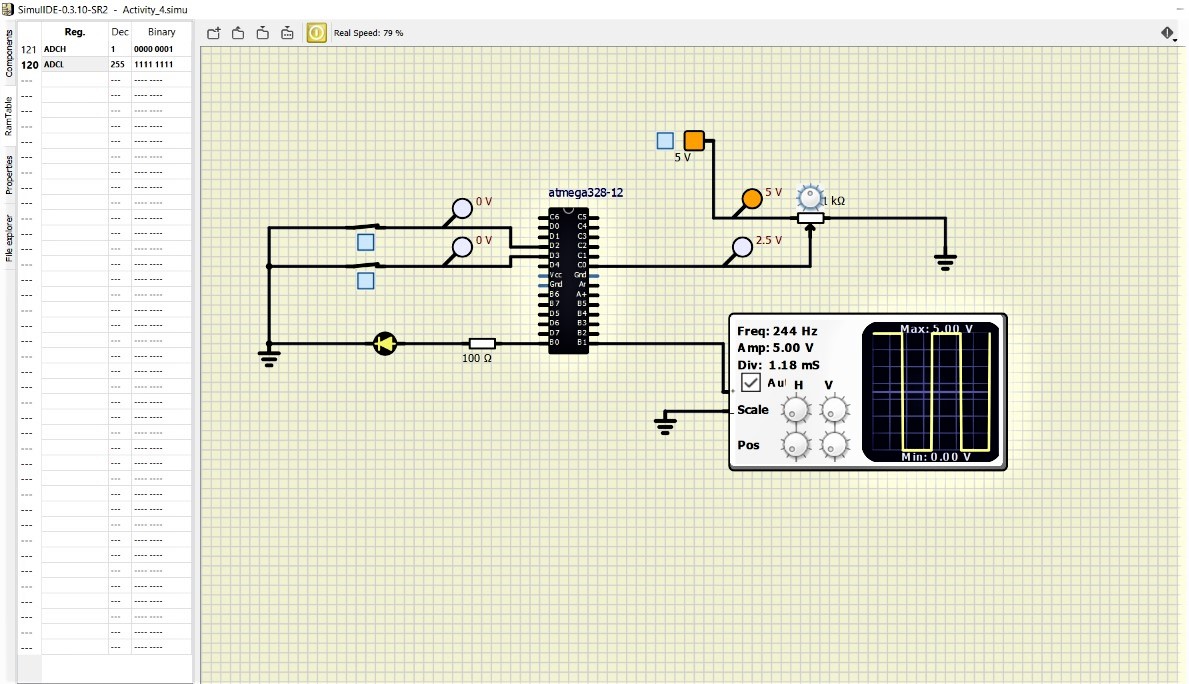 SimulIDE-0.3.10-SR2 - Activity_4.simu
Components
RamTable
Properties
File explorer
Reg. Dec Binary
121 ADCH 1 0000 0001
120 ADCL 255 1111 1111
Real Speed: 79 %
5 V
5 V
1 kΩ
2.5 V
0 V
0 V
atmega328-12
C6 C5
D0 C4
D1 C3
D2 C2
D3 C1
D4 C0
Vcc Gnd
Gnd Ar
B6 A+
B7 B5
D5 B4
D6 B3
D7 B2
B0 B1
100 Ω
Freq: 244 Hz
Amp: 5.00 V
Div: 1.18 mS
Au H V
Scale
Pos
Max: 5.00 V
Min: 0.00 V